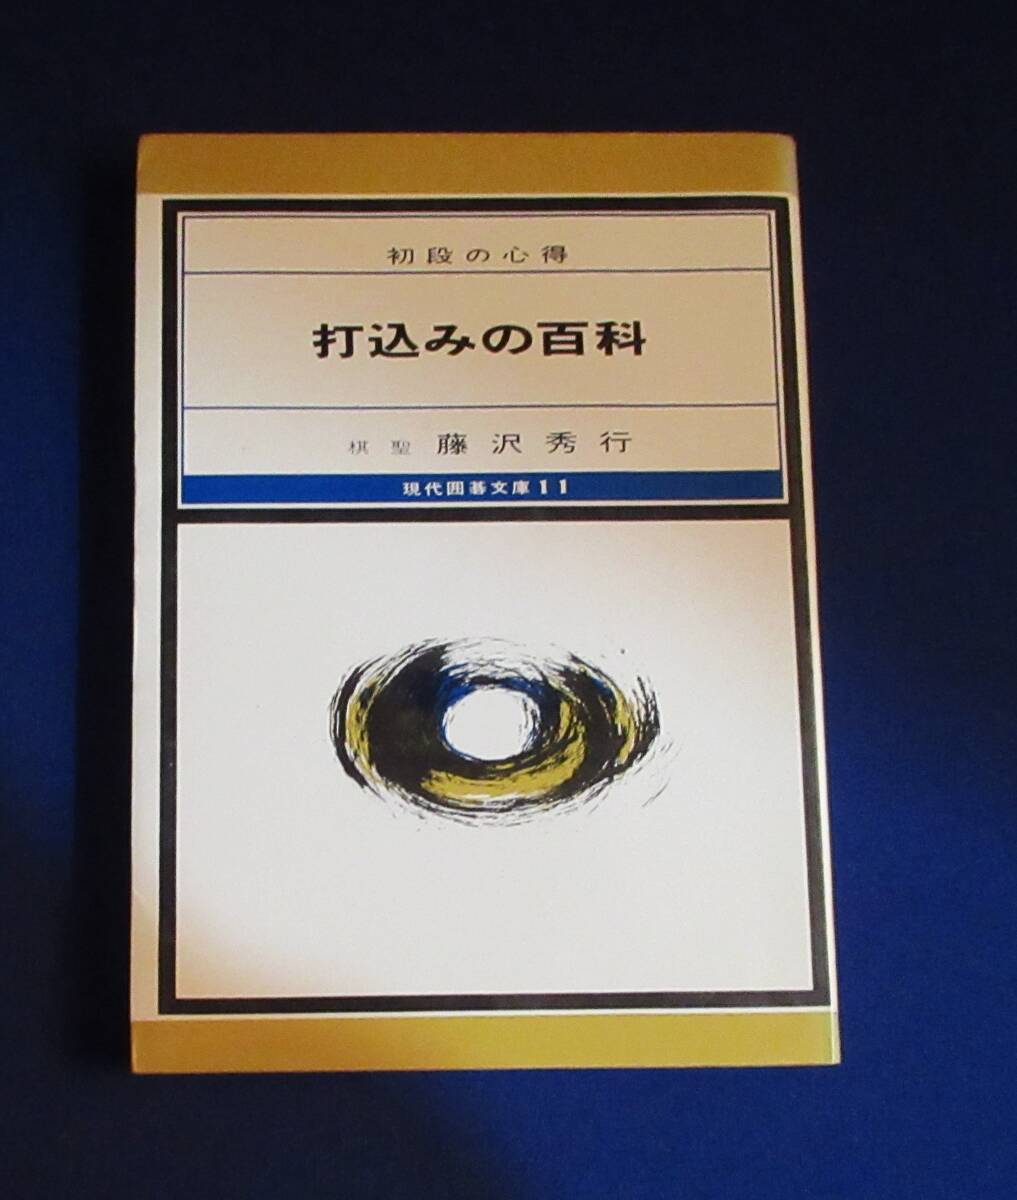 初段の心得
打込みの百科
棋聖 藤沢秀行
現代囲碁文庫11